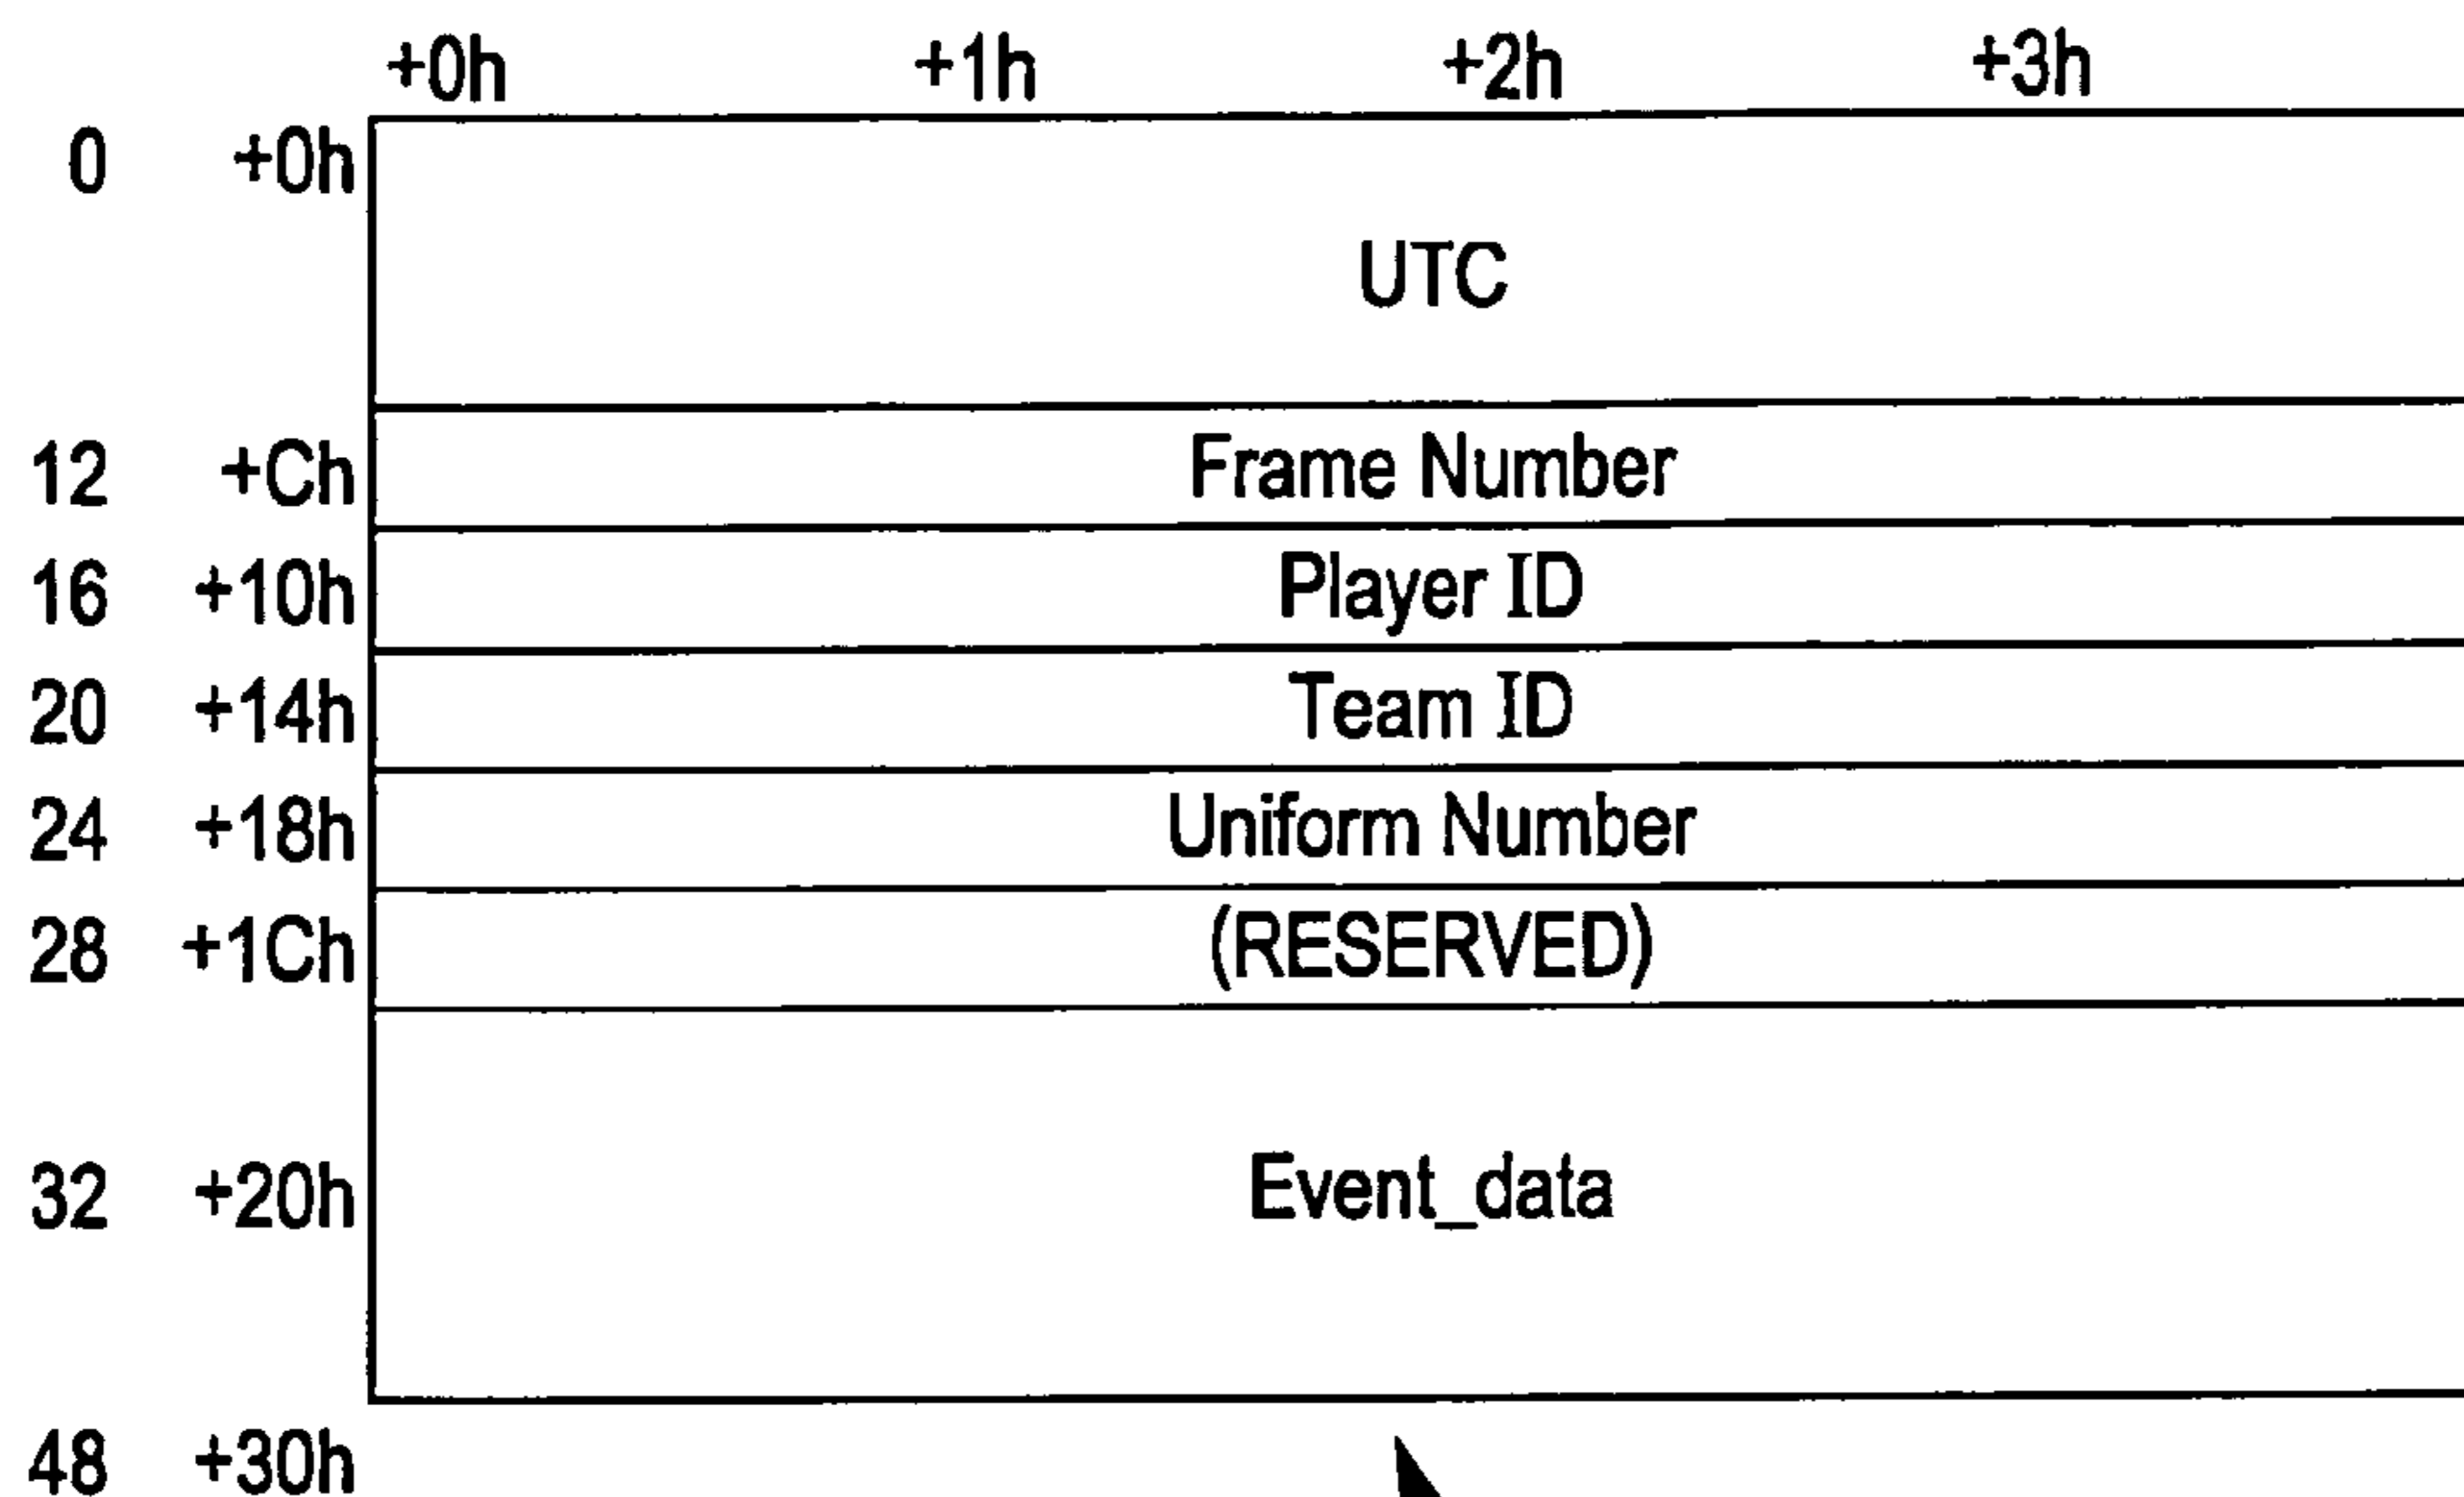 +0h +1h +2h +3h
0 +0h UTC
12 +Ch Frame Number
16 +10h Player ID
20 +14h Team ID
24 +18h Uniform Number
28 +1Ch (RESERVED)
32 +20h Event_data
48 +30h